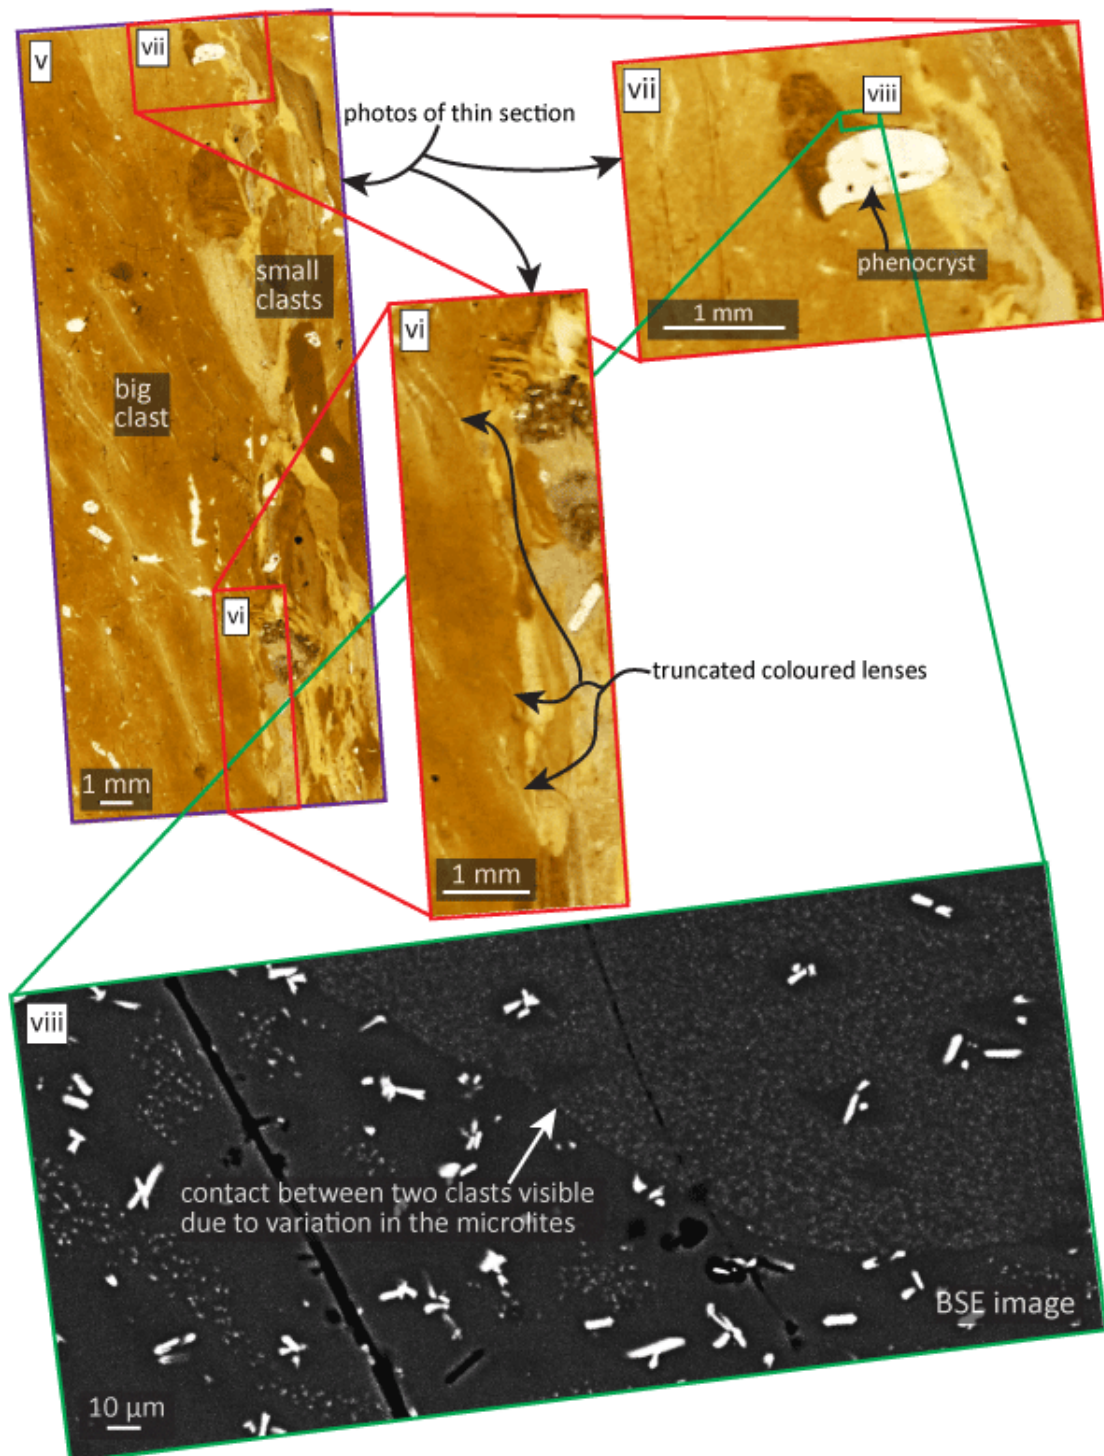 v
vii
vii
viii
photos of thin section
phenocryst
1 mm
small
clasts
vi
big
clast
truncated coloured lenses
vi
1 mm
1 mm
viii
contact between two clasts visible
due to variation in the microlites
BSE image
10 µm